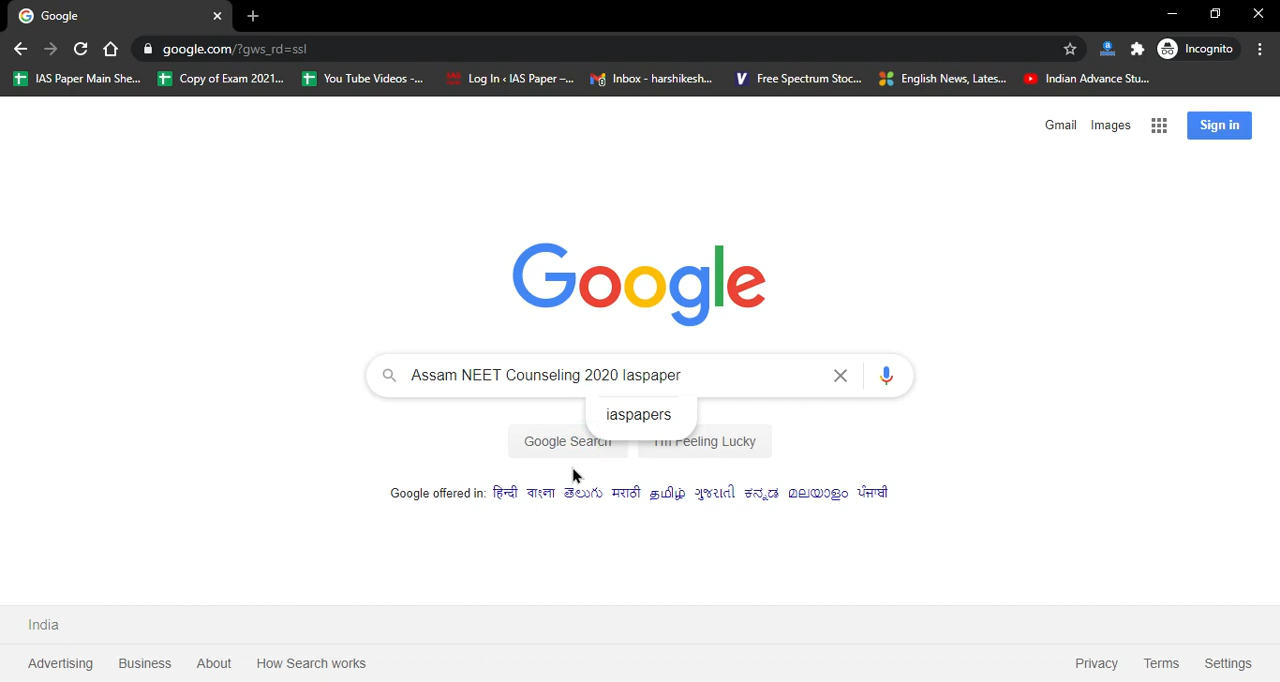 Google
google.com/?gws_rd=ssl
Incognito
IAS Paper Main She...
Copy of Exam 2021...
You Tube Videos -...
Log In ‹ IAS Paper –...
Inbox - harshikesh...
Free Spectrum Stoc...
English News, Lates...
Indian Advance Stu...
Gmail Images
Sign in
Google
Assam NEET Counseling 2020 Iaspaper
iaspapers
Google Search
I'm Feeling Lucky
Google offered in: हिन्दी বাংলা తెలుగు मराठी தமிழ் ગુજરાતી ಕನ್ನಡ മലയാളം ਪੰਜਾਬੀ
India
Advertising Business About How Search works
Privacy Terms Settings